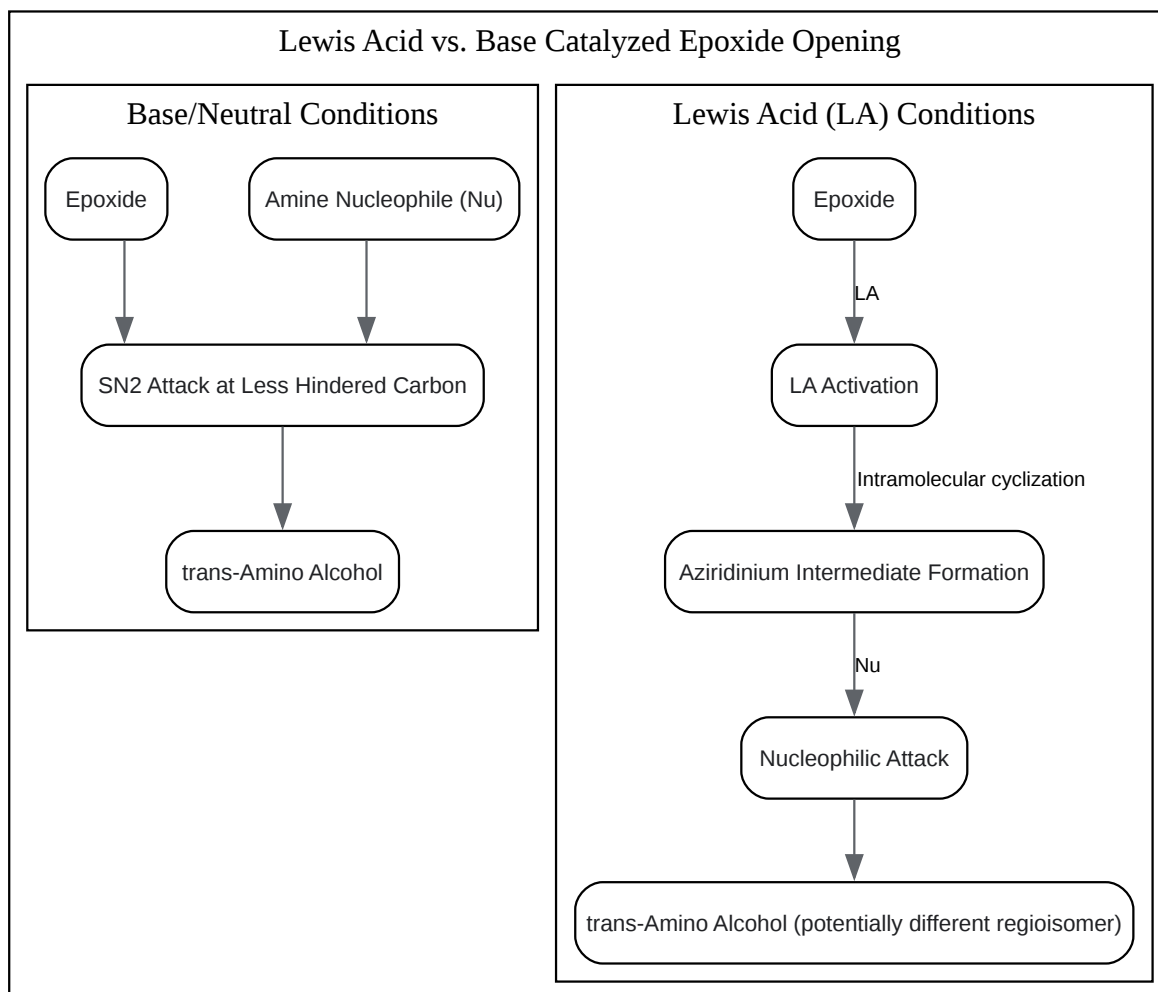 Lewis Acid vs. Base Catalyzed Epoxide Opening
Base/Neutral Conditions
Epoxide
Amine Nucleophile (Nu)
SN2 Attack at Less Hindered Carbon
trans-Amino Alcohol
Lewis Acid (LA) Conditions
Epoxide
LA
LA Activation
Intramolecular cyclization
Aziridinium Intermediate Formation
Nu
Nucleophilic Attack
trans-Amino Alcohol (potentially different regioisomer)